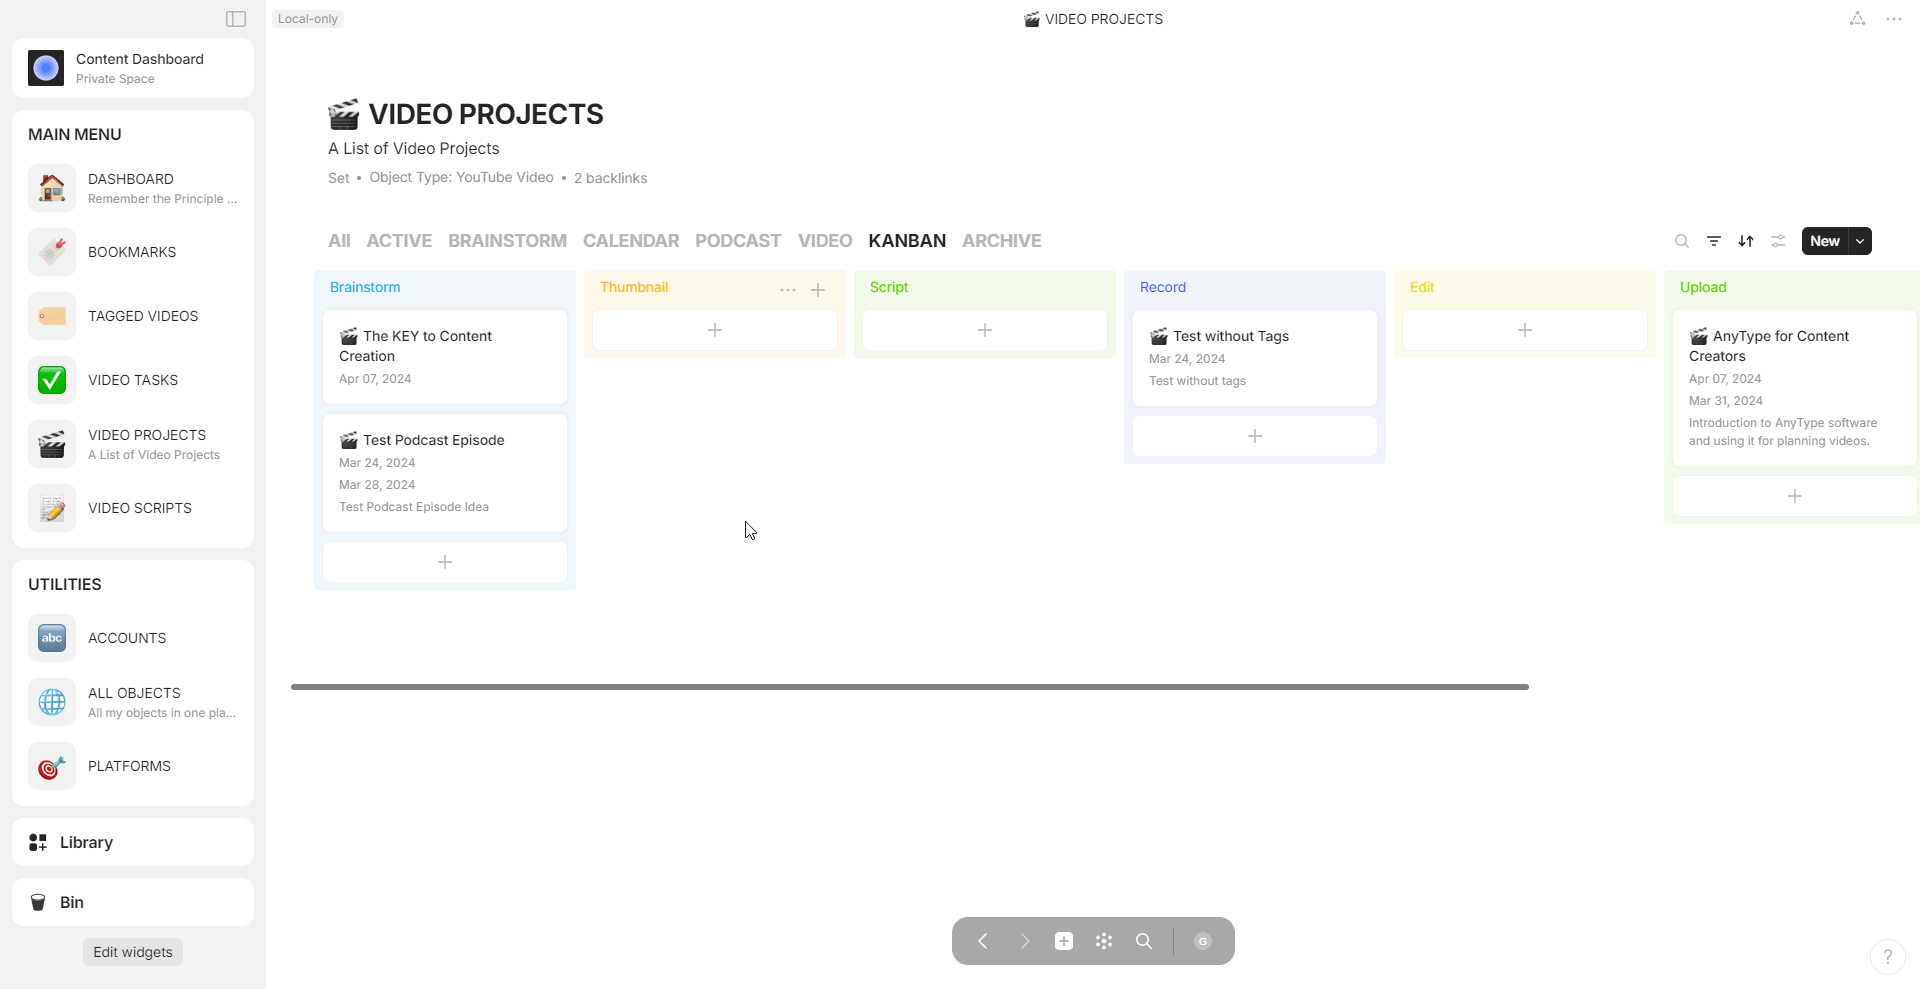 Local-only
VIDEO PROJECTS
Content Dashboard
Private Space
MAIN MENU
DASHBOARD
Remember the Principle ...
BOOKMARKS
TAGGED VIDEOS
VIDEO TASKS
VIDEO PROJECTS
A List of Video Projects
VIDEO SCRIPTS
UTILITIES
abc
ACCOUNTS
ALL OBJECTS
All my objects in one pla...
PLATFORMS
Library
Bin
Edit widgets
VIDEO PROJECTS
A List of Video Projects
Set • Object Type: YouTube Video • 2 backlinks
All ACTIVE BRAINSTORM CALENDAR PODCAST VIDEO KANBAN ARCHIVE
New
Brainstorm
The KEY to Content
Creation
Apr 07, 2024
Test Podcast Episode
Mar 24, 2024
Mar 28, 2024
Test Podcast Episode Idea
Thumbnail
Script
Record
Test without Tags
Mar 24, 2024
Test without tags
Edit
Upload
AnyType for Content
Creators
Apr 07, 2024
Mar 31, 2024
Introduction to AnyType software
and using it for planning videos.
G
?